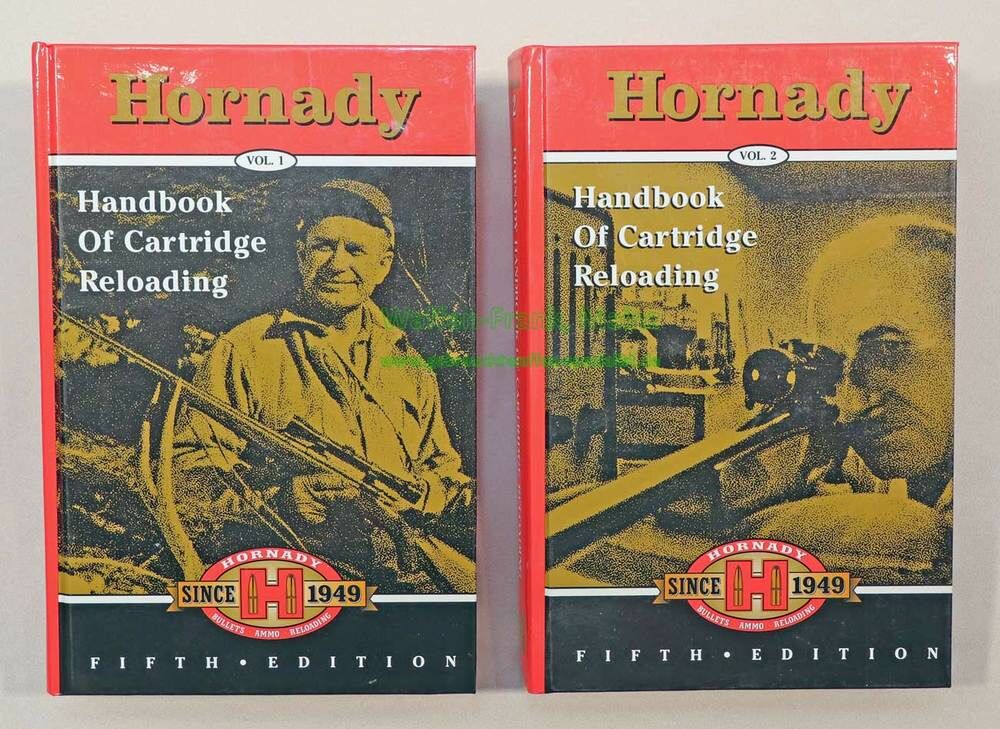 Hornady
VOL. 1
Handbook
Of Cartridge
Reloading
HORNADY
SINCE 1949
BULLETS AMMO RELOADING
FIFTH • EDITION
Hornady
VOL. 2
Handbook
Of Cartridge
Reloading
HORNADY
SINCE 1949
BULLETS AMMO RELOADING
FIFTH • EDITION